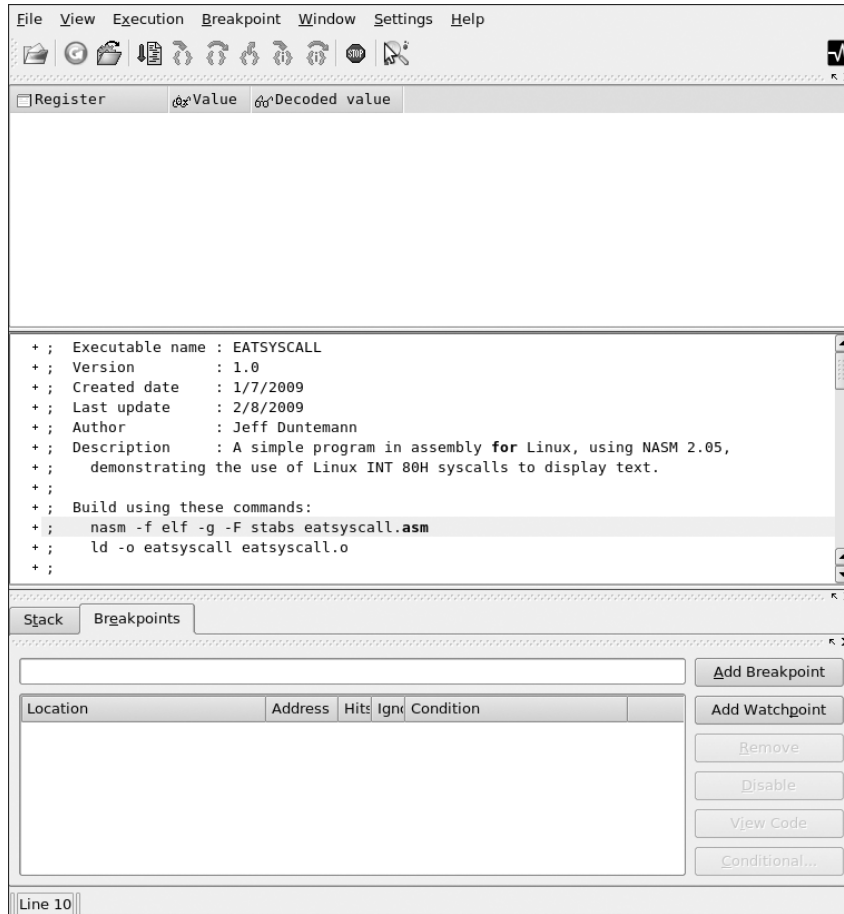 File View Execution Breakpoint Window Settings Help
STOP
Register 0x Value Decoded value
+ ; Executable name : EATSYSCALL
+ ; Version : 1.0
+ ; Created date : 1/7/2009
+ ; Last update : 2/8/2009
+ ; Author : Jeff Duntemann
+ ; Description : A simple program in assembly for Linux, using NASM 2.05,
+ ; demonstrating the use of Linux INT 80H syscalls to display text.
+ ;
+ ; Build using these commands:
+ ; nasm -f elf -g -F stabs eatsyscall.asm
+ ; ld -o eatsyscall eatsyscall.o
+ ;
Stack Breakpoints
Add Breakpoint
Location Address Hits Igno Condition
Add Watchpoint
Remove
Disable
View Code
Conditional...
Line 10